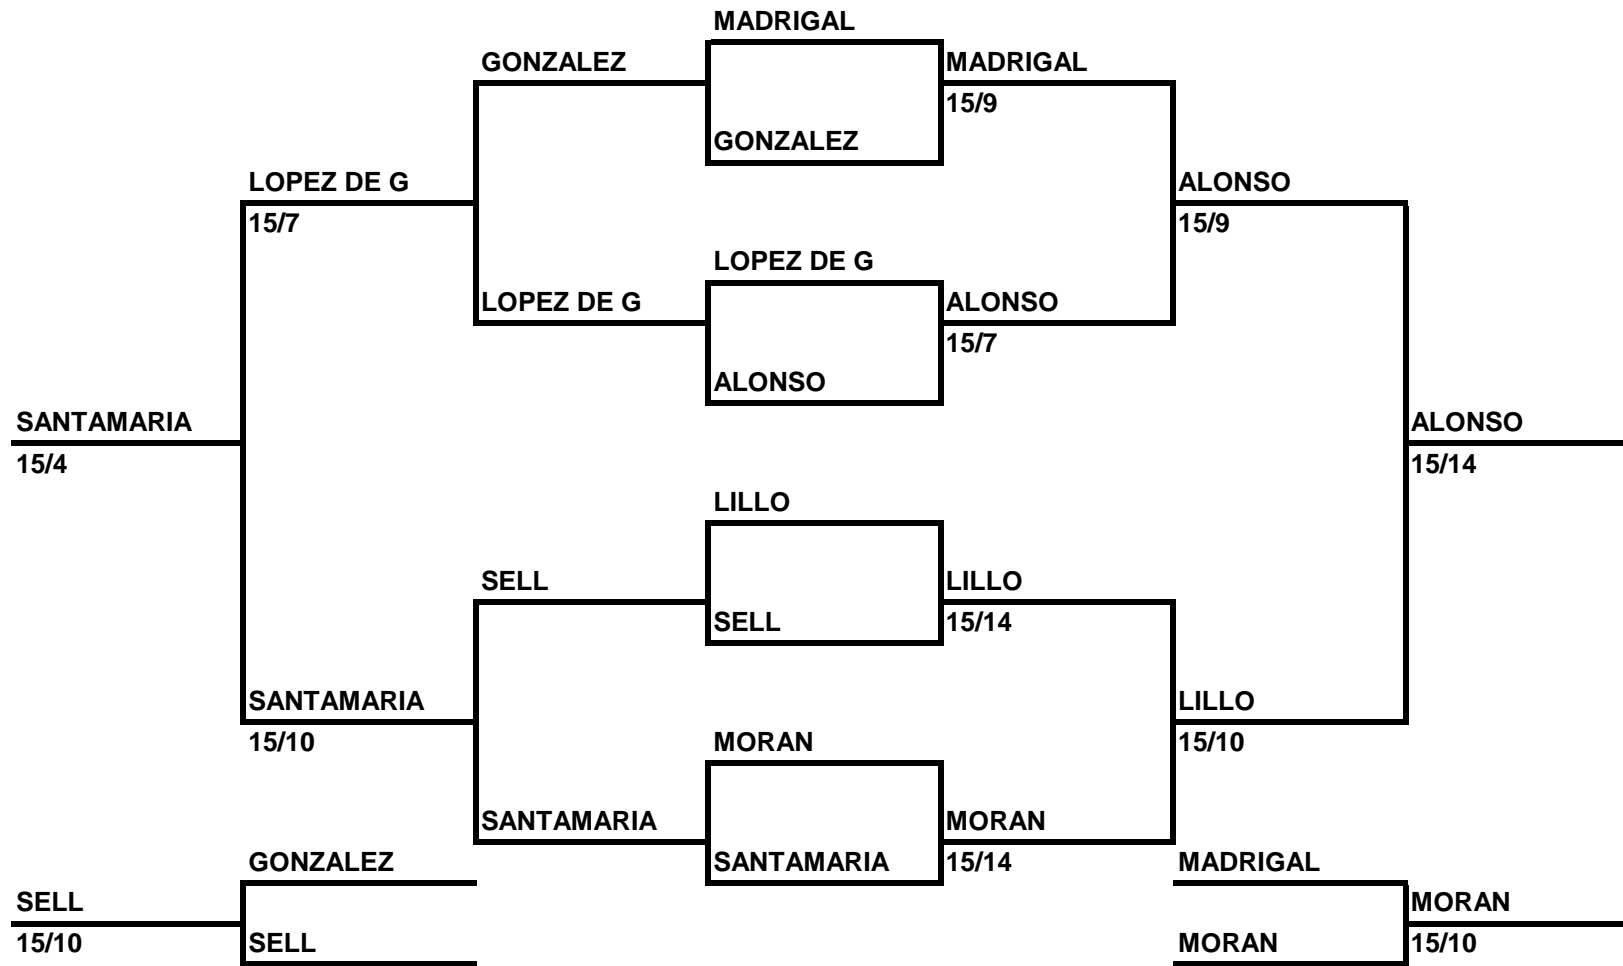 MADRIGAL
GONZALEZ
MADRIGAL
15/9
GONZALEZ
LOPEZ DE G
ALONSO
15/7
15/9
LOPEZ DE G
LOPEZ DE G
ALONSO
15/7
ALONSO
SANTAMARIA
ALONSO
15/4
15/14
LILLO
SELL
LILLO
SELL
15/14
SANTAMARIA
LILLO
15/10
MORAN
15/10
SANTAMARIA
MORAN
GONZALEZ
SANTAMARIA
15/14
MADRIGAL
SELL
MORAN
15/10
SELL
MORAN
15/10